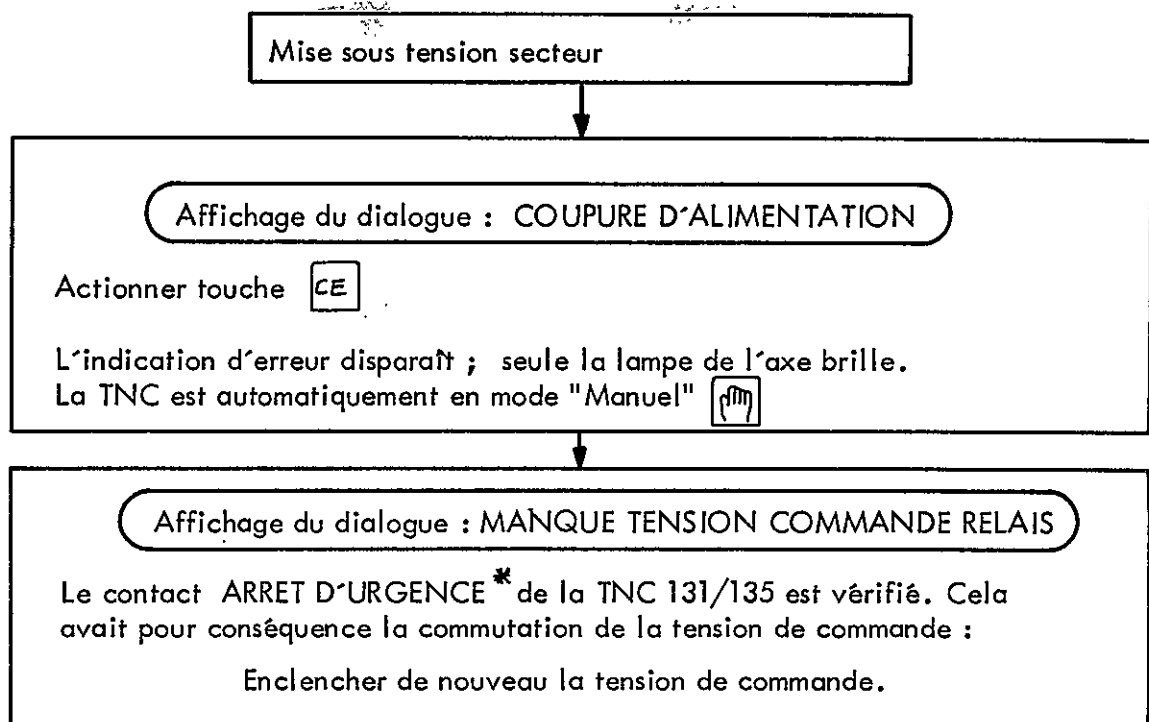 Mise sous tension secteur
Affichage du dialogue : COUPURE D'ALIMENTATION
Actionner touche CE
L'indication d'erreur disparaît ; seule la lampe de l'axe brille.
La TNC est automatiquement en mode "Manuel"
Affichage du dialogue : MANQUE TENSION COMMANDE RELAIS
Le contact ARRET D'URGENCE * de la TNC 131/135 est vérifié. Cela
avait pour conséquence la commutation de la tension de commande :
Enclencher de nouveau la tension de commande.